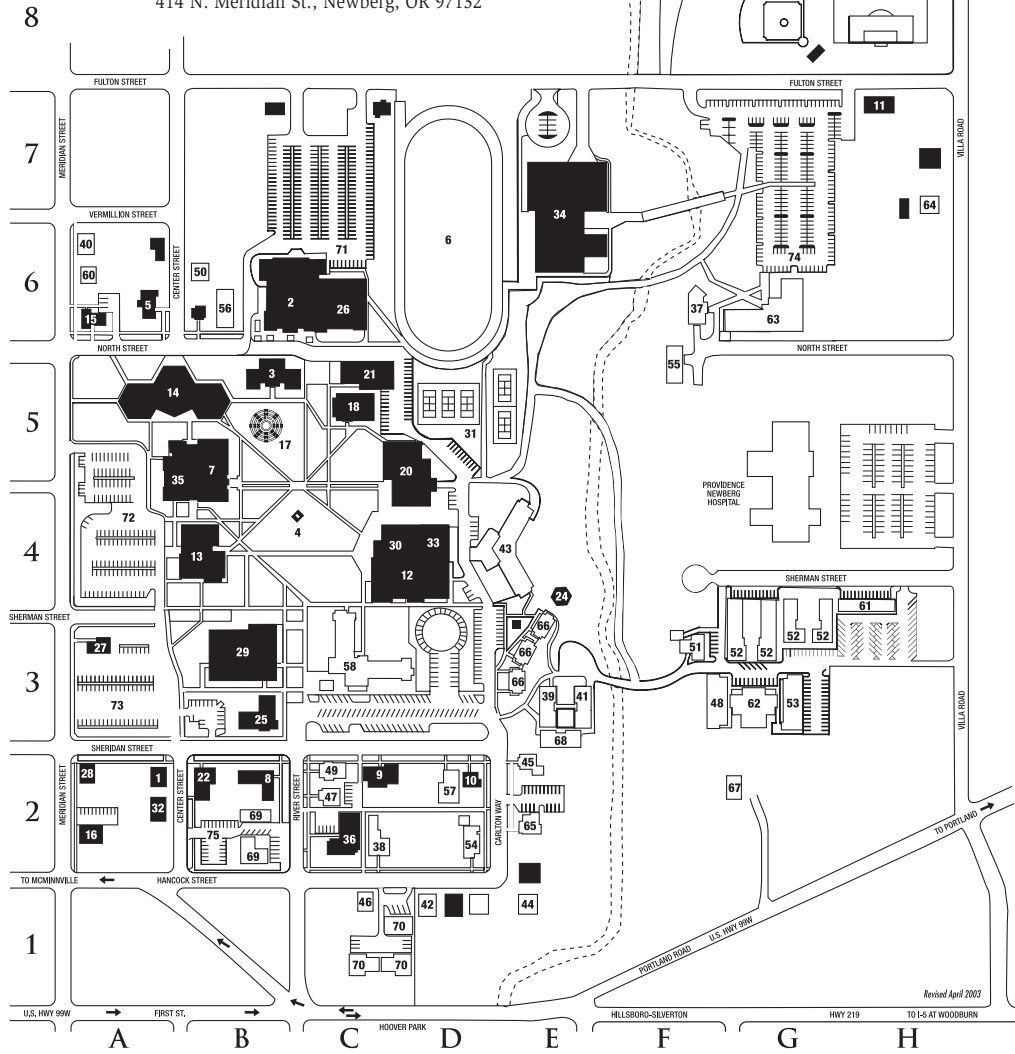 8
414 N. Meridian St., Newberg, OR 97132
FULTON STREET
FULTON STREET
7
MERIDIAN STREET
11
VILLA ROAD
34
64
VERMILLION STREET
6
40
60
5
15
CENTER STREET
50
56
71
2
26
6
74
37
63
NORTH STREET
NORTH STREET
55
5
14
3
21
18
17
31
35
7
20
PROVIDENCE
NEWBERG
HOSPITAL
4
72
4
13
30
33
12
43
24
SHERMAN STREET
61
SHERMAN STREET
3
27
29
58
66
66
66
51
52
52
52
52
73
25
39
41
68
48
62
53
VILLA ROAD
SHERIDAN STREET
2
MERIDIAN STREET
28
1
32
16
CENTER STREET
22
8
69
75
69
RIVER STREET
49
47
9
57
10
36
38
54
CARLTON WAY
45
65
67
TO PORTLAND
TO MCMINNVILLE
HANCOCK STREET
1
46
42
44
70
70
70
PORTLAND ROAD
U.S. HWY 99W
Revised April 2003
U.S. HWY 99W
FIRST ST.
HOOVER PARK
HILLSBORO-SILVERTON
HWY 219
TO I-5 AT WOODBURN
A
B
C
D
E
F
G
H